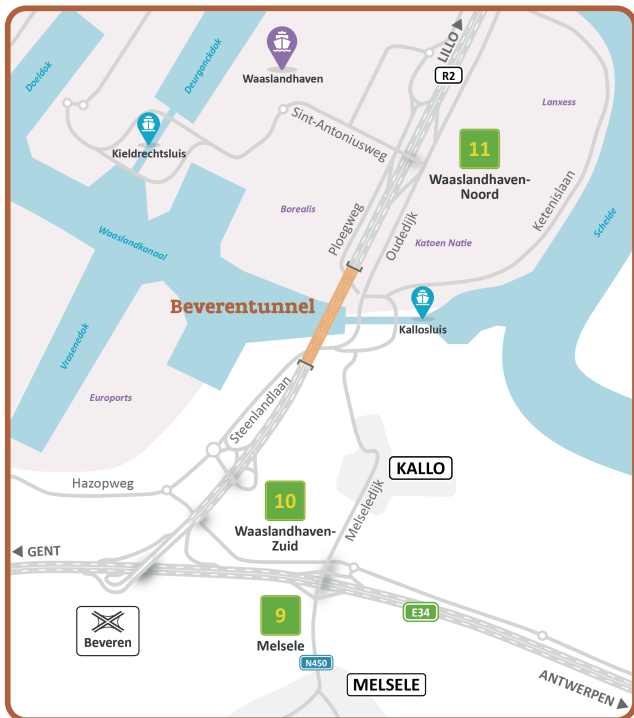 LILLO
R2
Doeldok
Deurganckdok
Waaslandhaven
Lanxess
Sint-Antoniusweg
Kieldrechtsluis
11
Waaslandhaven-
Noord
Ketenislaan
Borealis
Ploegweg
Oudedijk
Schelde
Waaslandkanaal
Katoen Natie
Beverentunnel
Kallosluis
Vrasenedok
Euroports
Steenlandlaan
KALLO
Hazopweg
Melseledijk
10
Waaslandhaven-
Zuid
GENT
9
Melsele
E34
Beveren
N450
MELSELE
ANTWERPEN